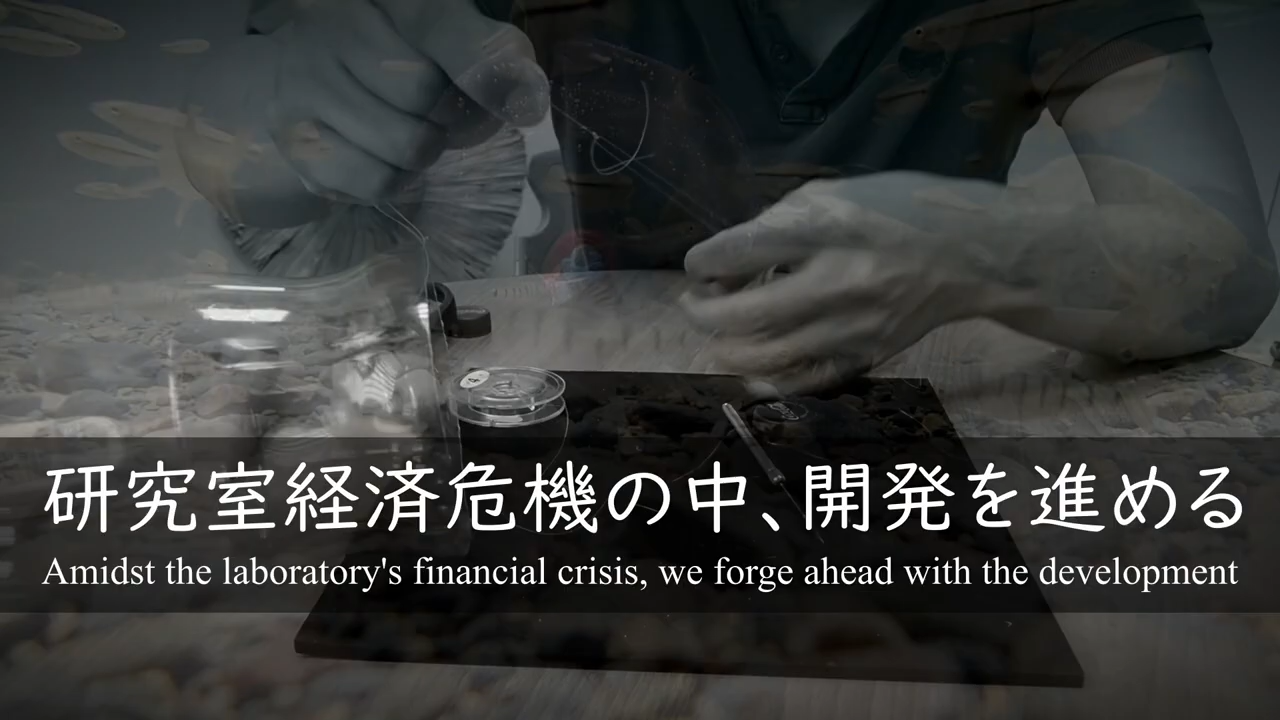 4
研究室経済危機の中、開発を進める
Amidst the laboratory's financial crisis, we forge ahead with the development